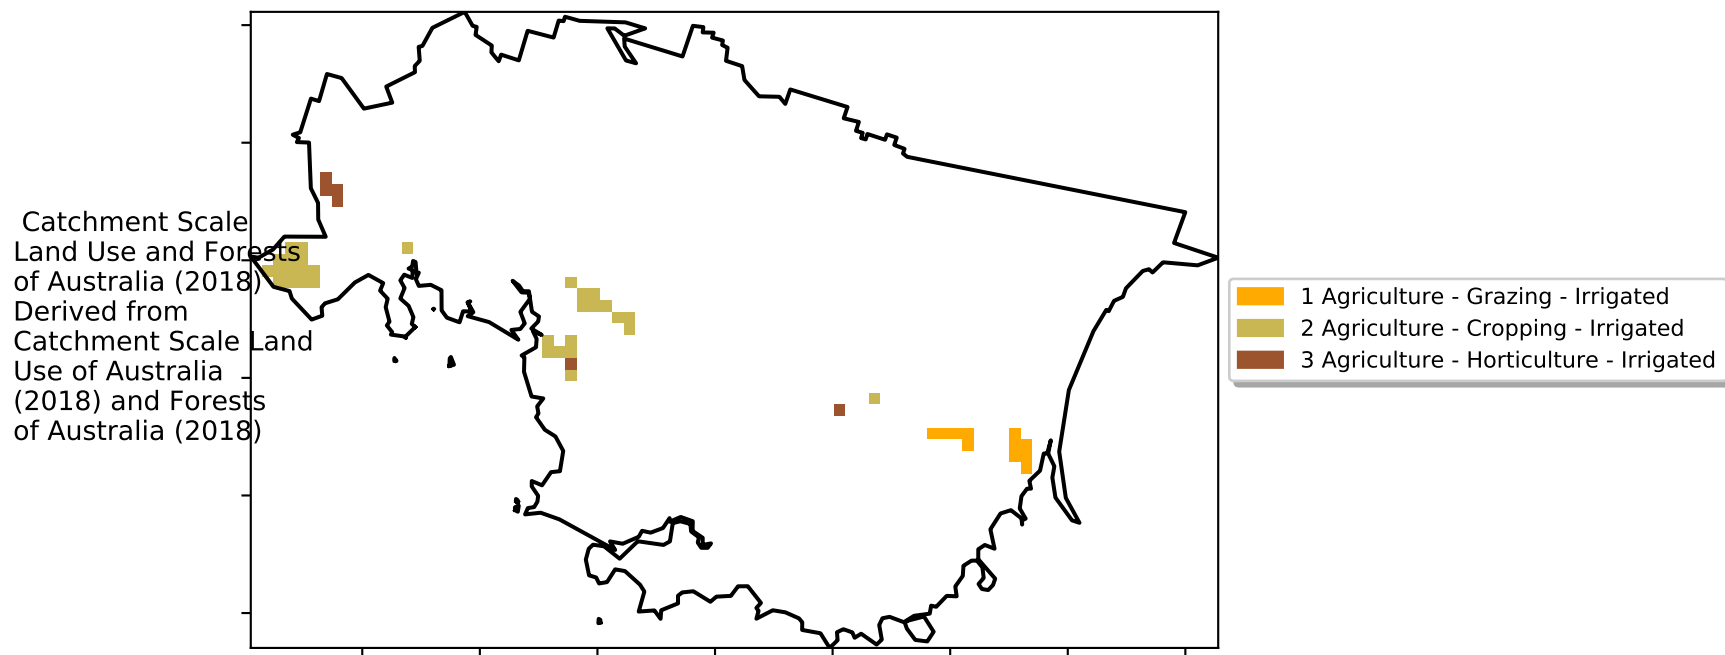 Catchment Scale
Land Use and Forests
of Australia (2018)
Derived from
Catchment Scale Land
Use of Australia
(2018) and Forests
of Australia (2018)
1 Agriculture - Grazing - Irrigated
2 Agriculture - Cropping - Irrigated
3 Agriculture - Horticulture - Irrigated